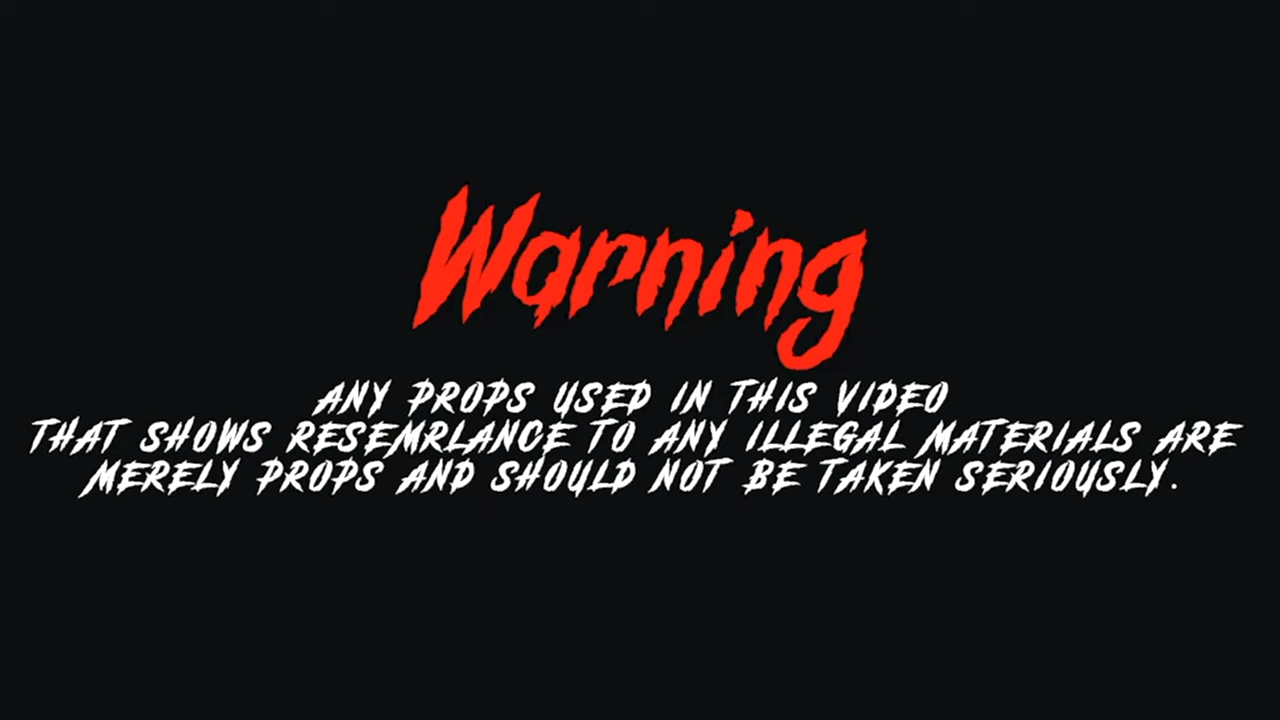 Warning
ANY PROPS USED IN THIS VIDEO
THAT SHOWS RESEMRLANCE TO ANY ILLEGAL MATERIALS ARE
MERELY PROPS AND SHOULD NOT BE TAKEN SERIOUSLY.